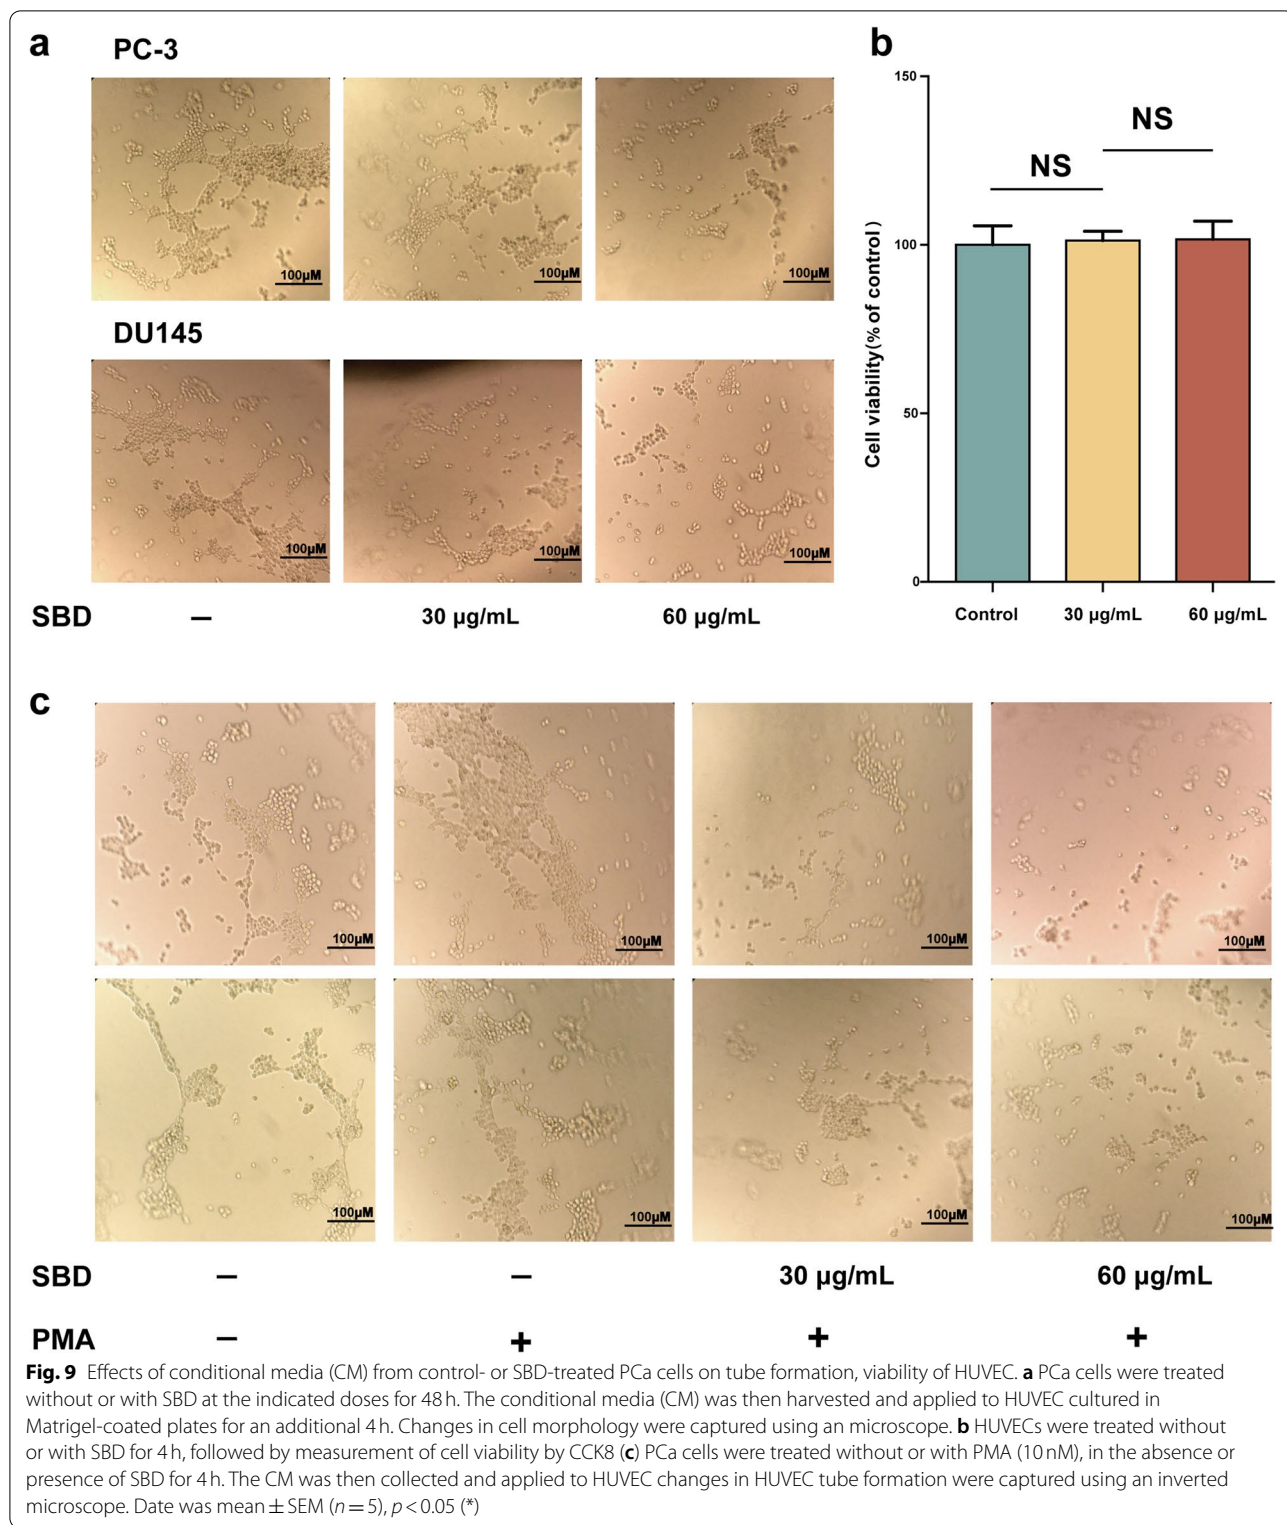 a
PC-3
100µM
100µM
100µM
DU145
100µM
100µM
100µM
SBD
–
30 µg/mL
60 µg/mL
b
150
100
50
0
Cell viability(% of control )
NS
NS
Control
30 µg/mL
60 µg/mL
c
100µM
100µM
100µM
100µM
100µM
100µM
100µM
100µM
SBD – – 30 µg/mL 60 µg/mL
PMA – + + +
Fig. 9 Effects of conditional media (CM) from control- or SBD-treated PCa cells on tube formation, viability of HUVEC. a PCa cells were treated
without or with SBD at the indicated doses for 48 h. The conditional media (CM) was then harvested and applied to HUVEC cultured in
Matrigel-coated plates for an additional 4 h. Changes in cell morphology were captured using an microscope. b HUVECs were treated without
or with SBD for 4 h, followed by measurement of cell viability by CCK8 (c) PCa cells were treated without or with PMA (10 nM), in the absence or
presence of SBD for 4 h. The CM was then collected and applied to HUVEC changes in HUVEC tube formation were captured using an inverted
microscope. Date was mean ± SEM (n = 5), p < 0.05 (*)